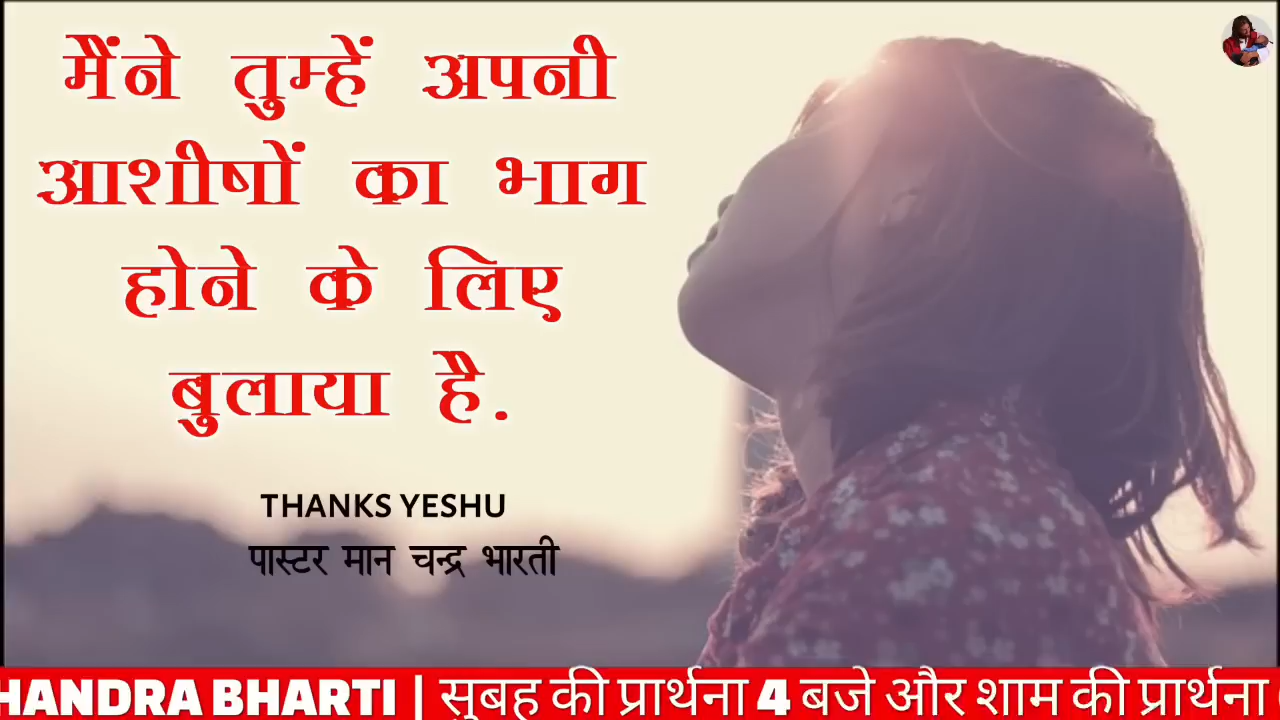 मैंने तुम्हें अपनी
आशीषों का भाग
होने के लिए
बुलाया है.
THANKS YESHU
पास्टर मान चन्द्र भारती
HANDRA BHARTI | सुबह की प्रार्थना 4 बजे और शाम की प्रार्थना